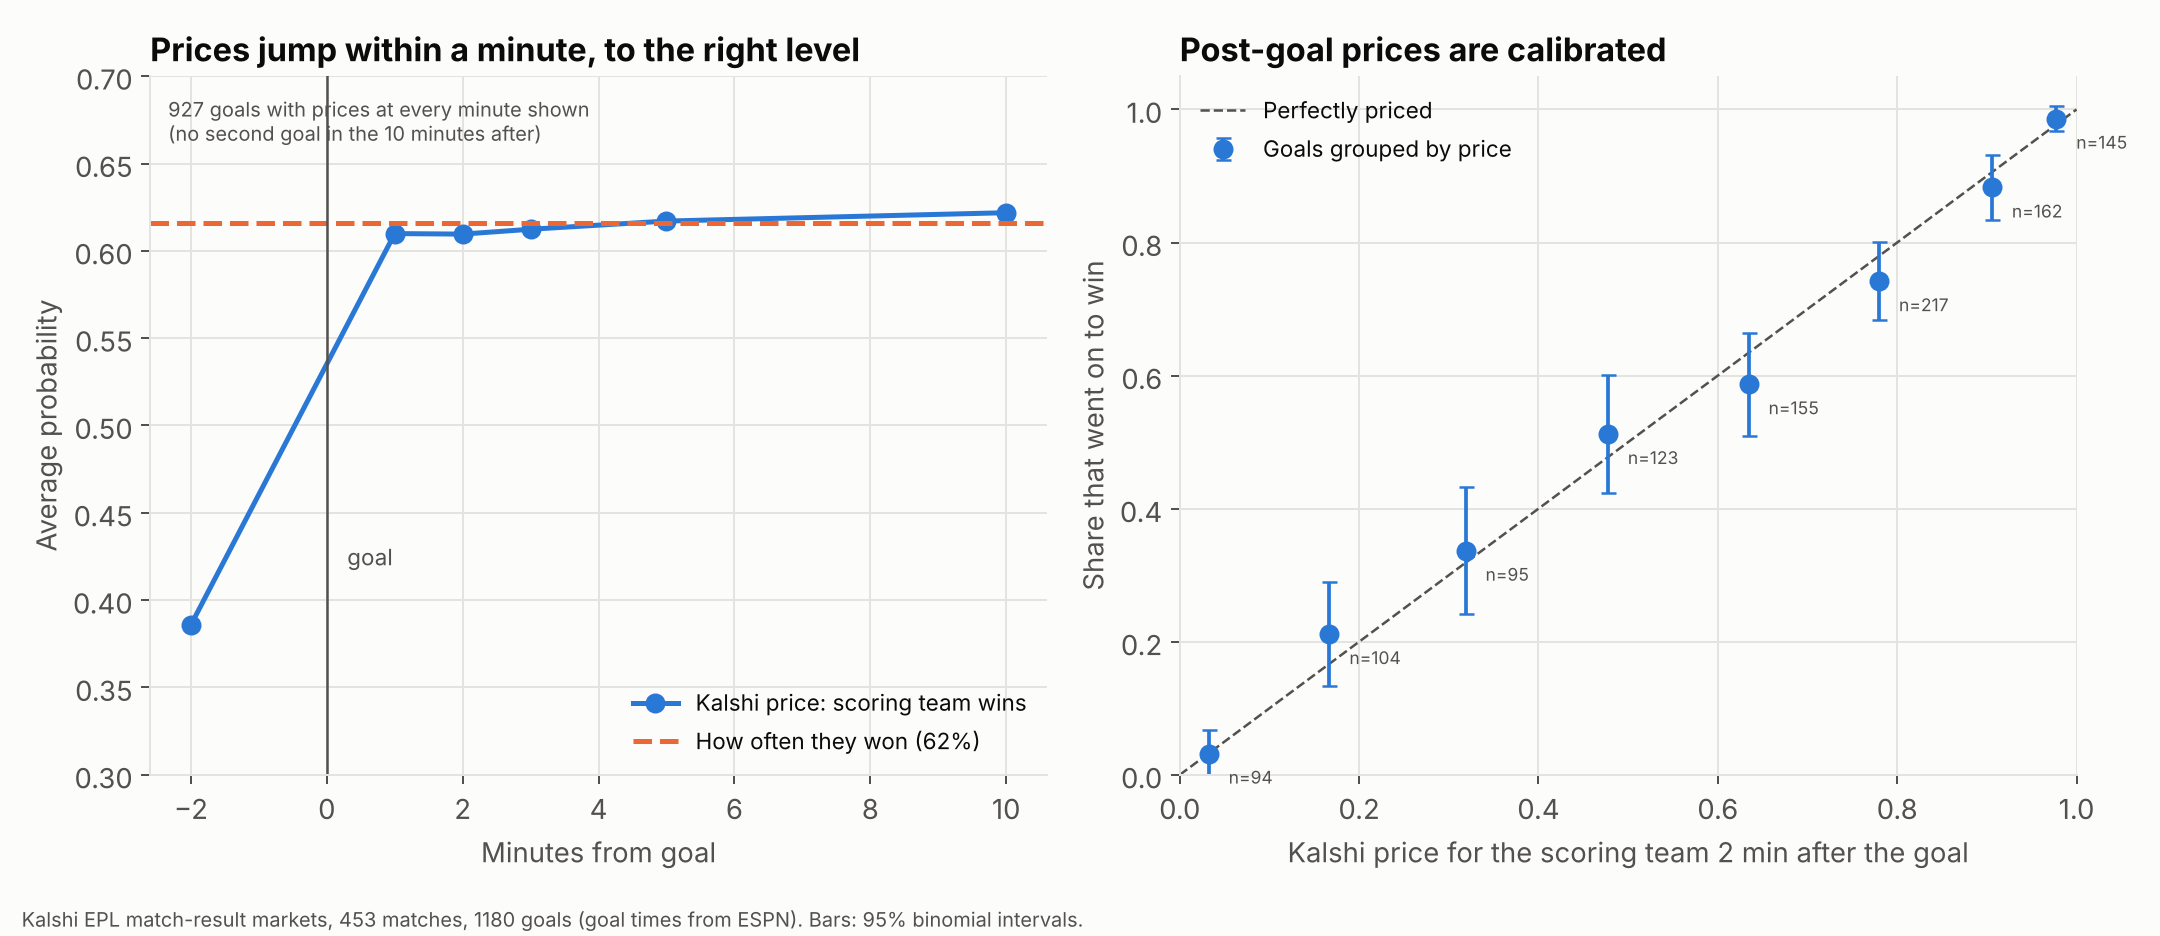 Prices jump within a minute, to the right level
0.70
0.65
0.60
0.55
0.50
0.45
0.40
0.35
0.30
Average probability
927 goals with prices at every minute shown
(no second goal in the 10 minutes after)
goal
Kalshi price: scoring team wins
How often they won (62%)
−2
0
2
4
6
8
10
Minutes from goal
Post-goal prices are calibrated
1.0
0.8
0.6
0.4
0.2
0.0
Share that went on to win
Perfectly priced
Goals grouped by price
n=145
n=162
n=217
n=155
n=123
n=95
n=104
n=94
0.0
0.2
0.4
0.6
0.8
1.0
Kalshi price for the scoring team 2 min after the goal
Kalshi EPL match-result markets, 453 matches, 1180 goals (goal times from ESPN). Bars: 95% binomial intervals.